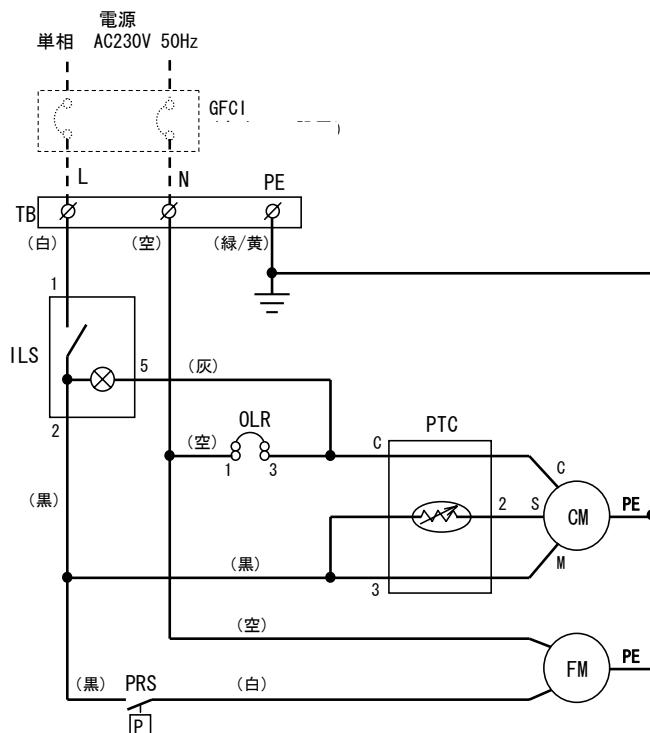 電源
単相 AC230V 50Hz
GFCI
L N PE
TB
(白) (空) (緑/黄)
1
ILS
5 (灰)
2
OLR
PTC
(空)
1 3
C
C
2 S
CM
PE
(黒)
M
(黒)
3
(空)
FM
PE
(黒) PRS (白)
P